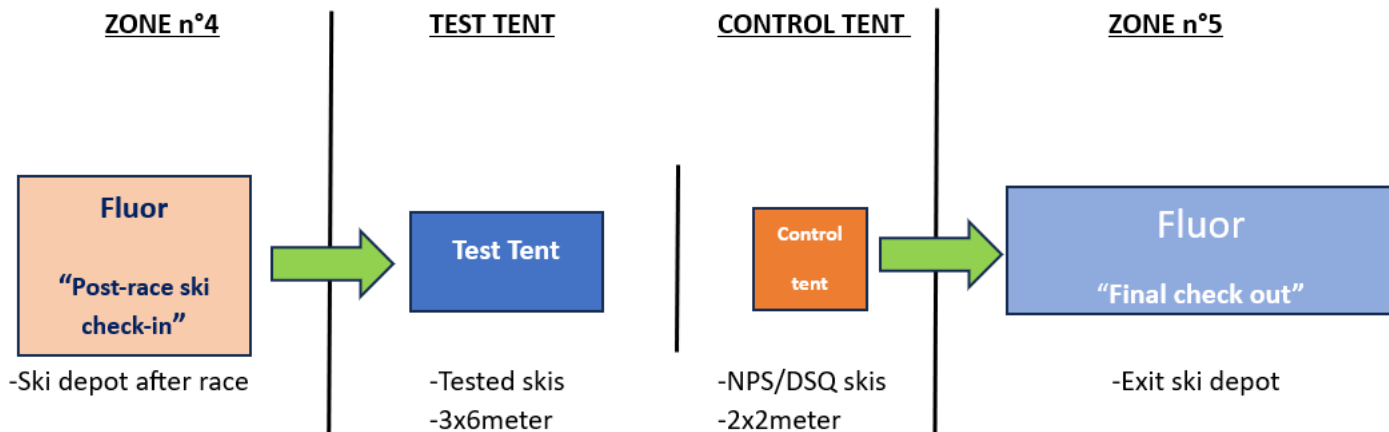 ZONE n°4
TEST TENT
CONTROL TENT
ZONE n°5
Fluor
“Post-race ski
check-in”
Test Tent
Control
tent
Fluor
“Final check out”
-Ski depot after race
-Tested skis
-3x6meter
-NPS/DSQ skis
-2x2meter
-Exit ski depot